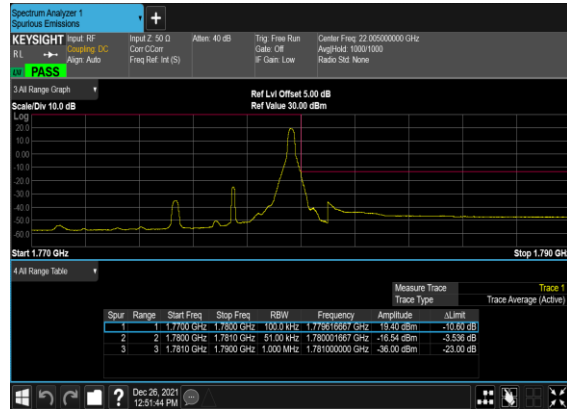 Spectrum Analyzer 1
Spurious Emissions
KEYSIGHT Input: RF Input Z: 50 Ω Atten: 40 dB Trig: Free Run Center Freq: 22.005000000 GHz
RL Coupling: DC Corr CCorr Gate: Off Avg|Hold: 1000/1000
Align: Auto Freq Ref: Int (S) IF Gain: Low Radio Std: None
PASS
3 All Range Graph
Ref Lvl Offset 5.00 dB
Scale/Div 10.0 dB Ref Value 30.00 dBm
Log
20.0
10.0
0.00
-10.0
-20.0
-30.0
-40.0
-50.0
-60.0
Start 1.770 GHz Stop 1.790 GH
4 All Range Table
Measure Trace Trace 1
Trace Type Trace Average (Active)
Spur Range Start Freq Stop Freq RBW Frequency Amplitude ΔLimit
1 1 1.7700 GHz 1.7800 GHz 100.0 kHz 1.779616667 GHz 19.40 dBm -10.60 dB
2 2 1.7800 GHz 1.7810 GHz 51.00 kHz 1.780001667 GHz -16.54 dBm -3.536 dB
3 3 1.7810 GHz 1.7900 GHz 1.000 MHz 1.781000000 GHz -36.00 dBm -23.00 dB
? Dec 26, 2021
12:51:44 PM